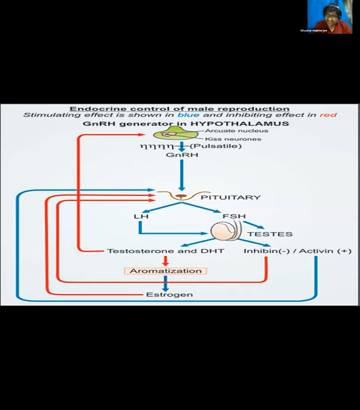 Endocrine control of male reproduction
Stimulating effect is shown in blue and inhibiting effect in red
GnRH generator in HYPOTHALAMUS
Arcuate nucleus
Kiss neurones
ηηηη (Pulsatile)
GnRH
PITUITARY
LH FSH
TESTES
Testosterone and DHT Inhibin(-) / Activin (+)
Aromatization
Estrogen